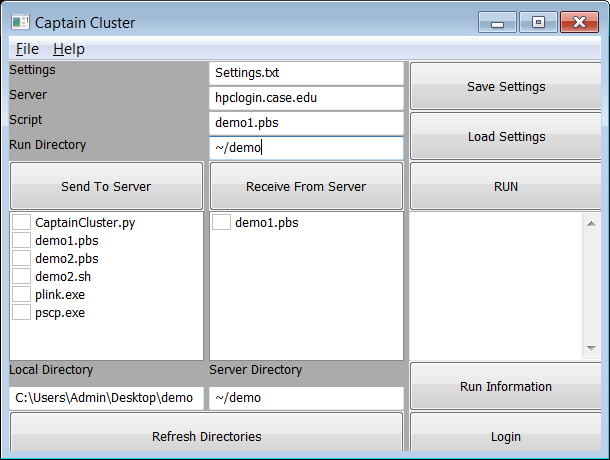 Captain Cluster
File Help
Settings Settings.txt Save Settings
Server hpclogin.case.edu
Script demo1.pbs Load Settings
Run Directory ~/demo
Send To Server Receive From Server RUN
CaptainCluster.py demo1.pbs
demo1.pbs
demo2.pbs
demo2.sh
plink.exe
pscp.exe
Local Directory Server Directory
Run Information
C:\Users\Admin\Desktop\demo ~/demo
Refresh Directories Login